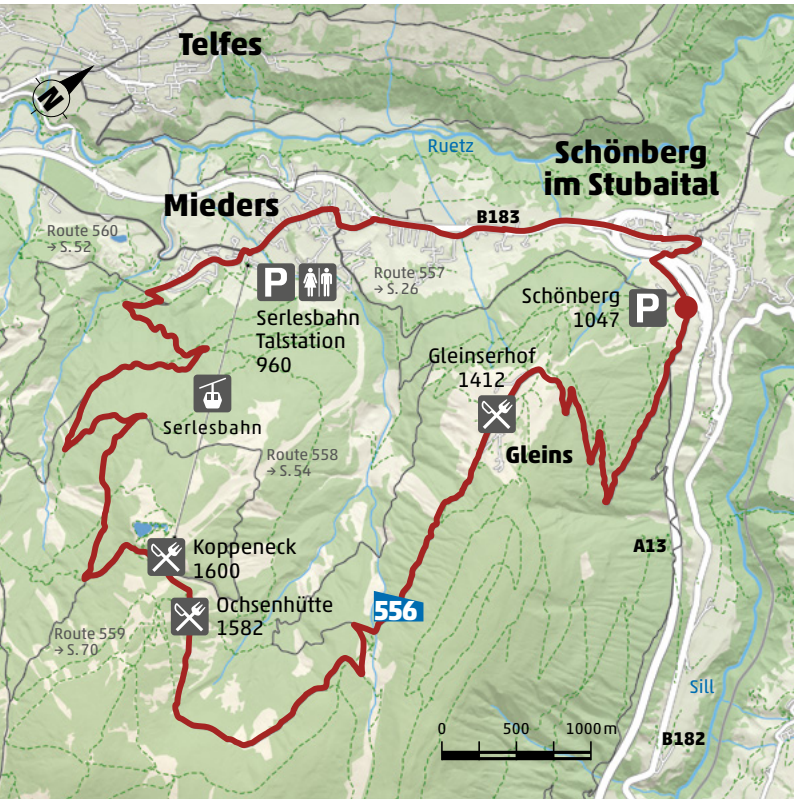 Telfes
N
Ruetz
Schönberg
im Stubaital
Mieders
B183
Route 560
→ S. 52
Route 557
→ S. 26
P
Serlesbahn
Talstation
960
Schönberg
1047
P
Gleinserhof
1412
Serlesbahn
Gleins
Route 558
→ S. 54
A13
Koppeneck
1600
Ochsenhütte
1582
556
Route 559
→ S. 70
Sill
0 500 1000 m
B182